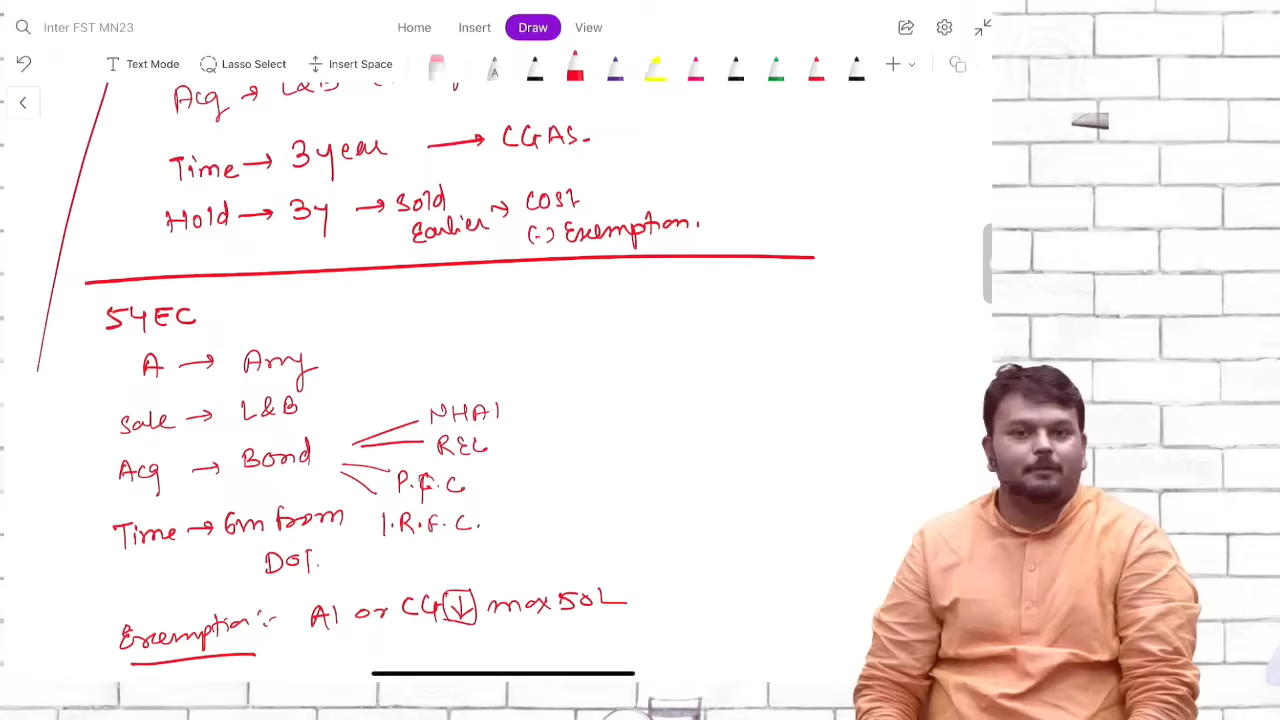 Inter FST MN23
Home Insert Draw View
Text Mode Lasso Select Insert Space
Acq → L&B
Time → 3 year → CGAS.
Hold → 3y → Sold Earlier → COST (-) Exemption.
54EC
A → Any
Sale → L&B
Acq → Bond
NHAI
REC
P.F.C
I.R.F.C.
Time → 6m from
DOT.
Exemption :- AI or CG ↓ max 50L